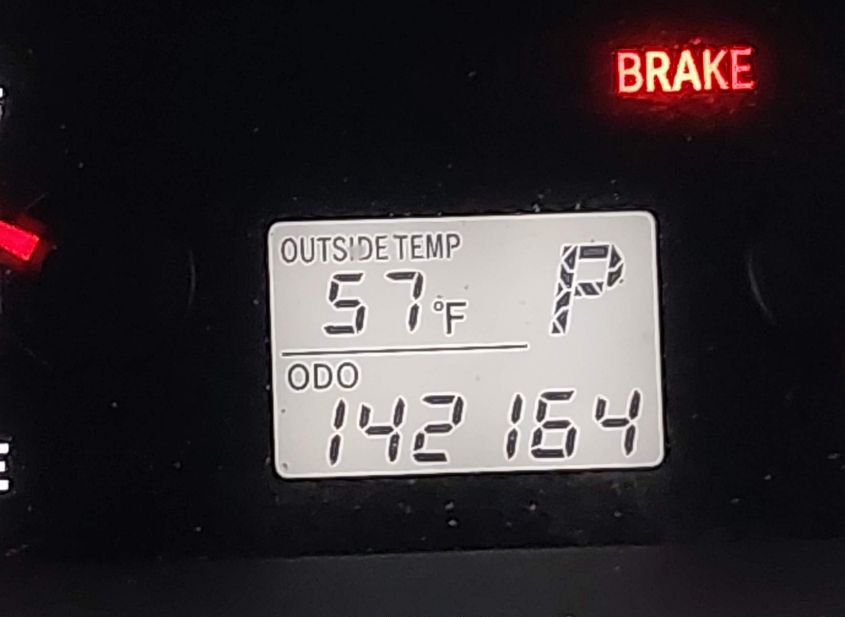 BRAKE
OUTSIDE TEMP
57°F P
ODO
142164
E